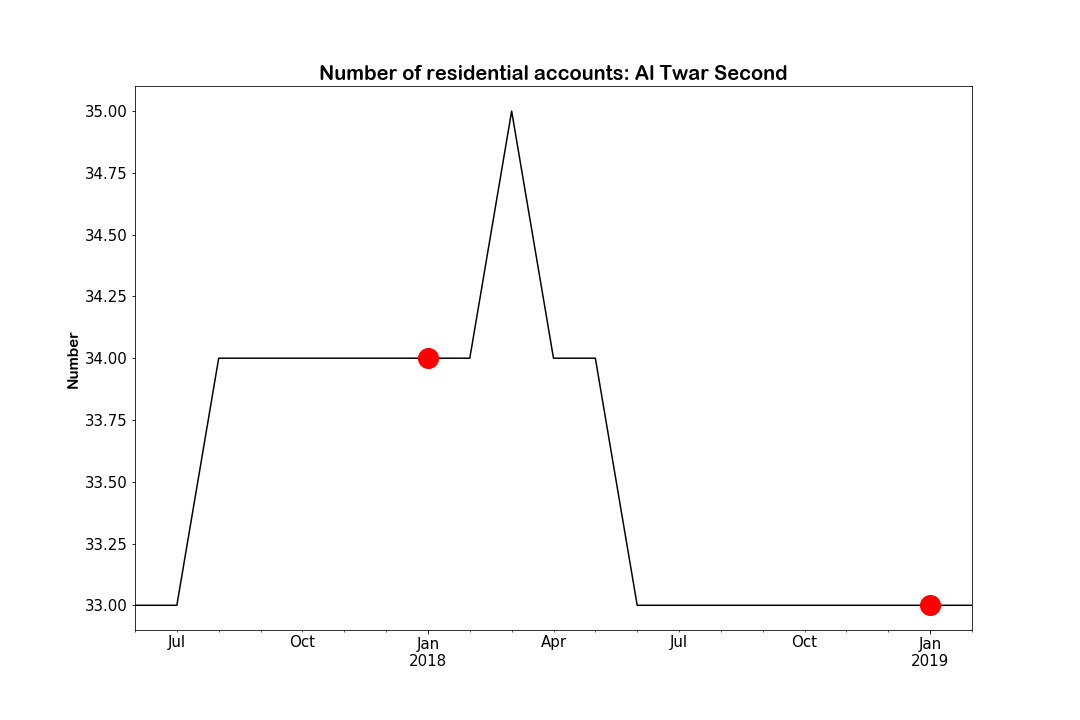 Number of residential accounts: Al Twar Second
35.00
34.75
34.50
34.25
34.00
33.75
33.50
33.25
33.00
Number
Jul
Oct
Jan
2018
Apr
Jul
Oct
Jan
2019